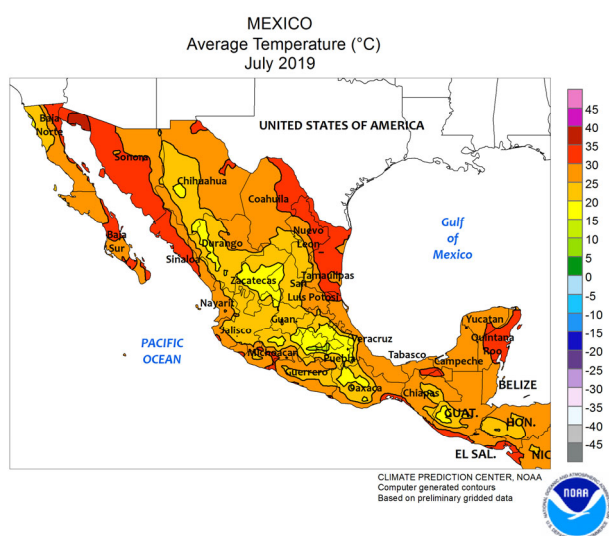 MEXICO
Average Temperature (°C)
July 2019
UNITED STATES OF AMERICA
Baja
Norte
Sonora
Chihuahua
Coahuila
Nuevo
Leon
Gulf
of
Mexico
Baja
Sur
Durango
Sinaloa
Tamaulipas
Zacatecas
San
Luis Potosi
Nayarit
Yucatan
Guan.
Jalisco
Quintana
Roo
Veracruz
PACIFIC
OCEAN
Michoacan
Puebla
Tabasco
Campeche
Guerrero
Oaxaca
Chiapas
BELIZE
GUAT.
HON.
EL SAL.
NIC
45
40
35
30
25
20
15
10
5
0
-5
-10
-15
-20
-25
-30
-35
-40
-45
CLIMATE PREDICTION CENTER, NOAA
Computer generated contours
Based on preliminary gridded data
NOAA